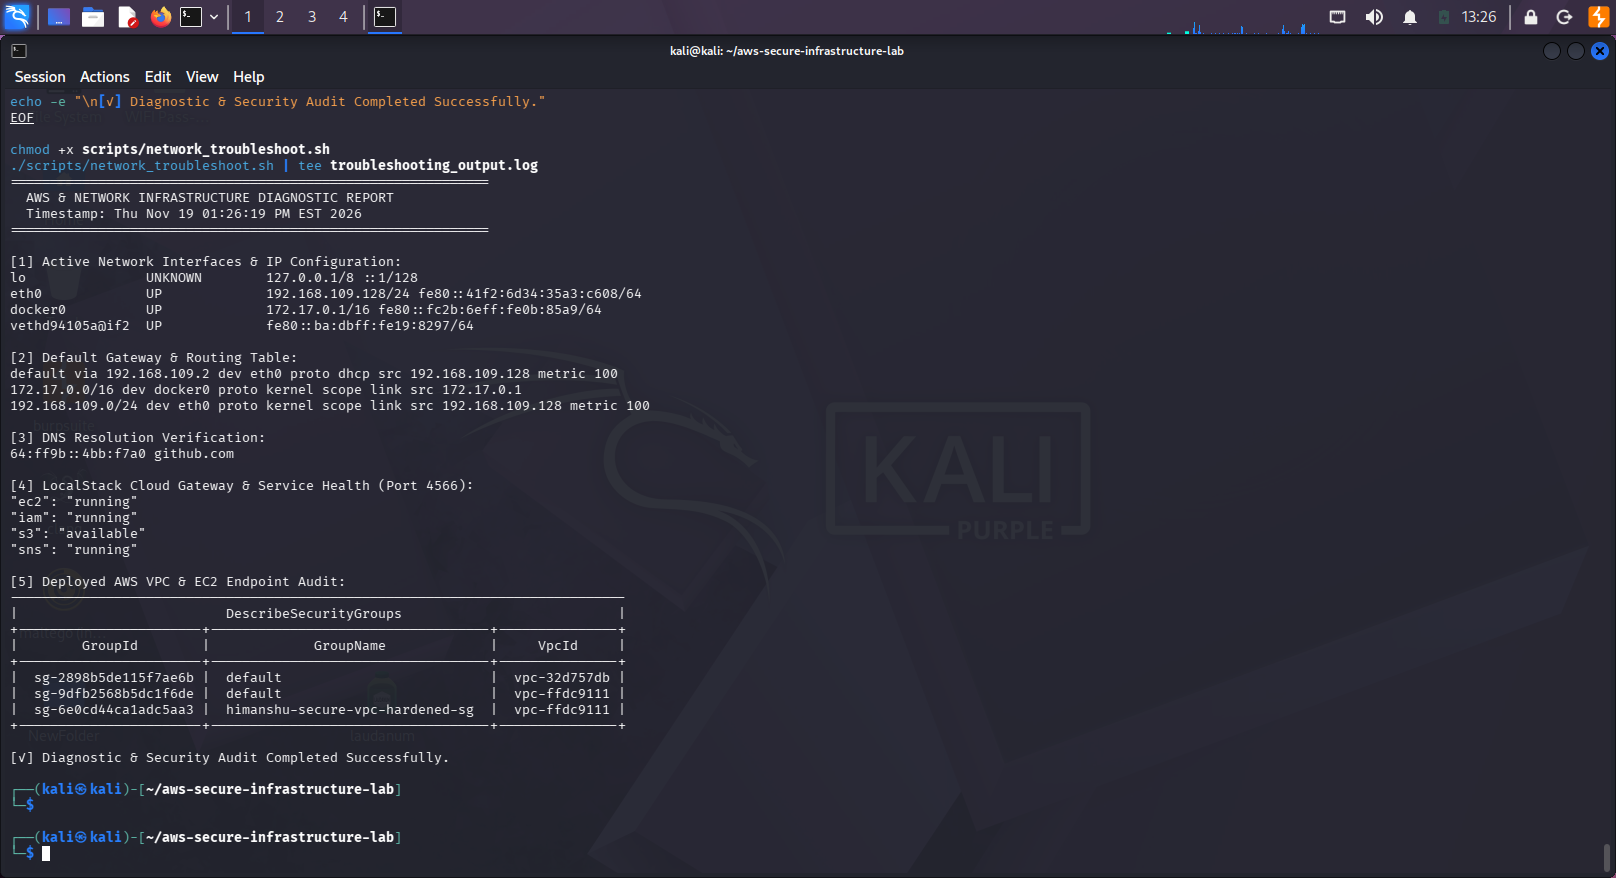 1 2 3 4 13:26
kali@kali: ~/aws-secure-infrastructure-lab
Session Actions Edit View Help
echo -e "\n[√] Diagnostic & Security Audit Completed Successfully."
EOF
chmod +x scripts/network_troubleshoot.sh
./scripts/network_troubleshoot.sh | tee troubleshooting_output.log
============================================================
AWS & NETWORK INFRASTRUCTURE DIAGNOSTIC REPORT
Timestamp: Thu Nov 19 01:26:19 PM EST 2026
============================================================
[1] Active Network Interfaces & IP Configuration:
lo UNKNOWN 127.0.0.1/8 ::1/128
eth0 UP 192.168.109.128/24 fe80::41f2:6d34:35a3:c608/64
docker0 UP 172.17.0.1/16 fe80::fc2b:6eff:fe0b:85a9/64
vethd94105a@if2 UP fe80::ba:dbff:fe19:8297/64
[2] Default Gateway & Routing Table:
default via 192.168.109.2 dev eth0 proto dhcp src 192.168.109.128 metric 100
172.17.0.0/16 dev docker0 proto kernel scope link src 172.17.0.1
192.168.109.0/24 dev eth0 proto kernel scope link src 192.168.109.128 metric 100
[3] DNS Resolution Verification:
64:ff9b::4bb:f7a0 github.com
[4] LocalStack Cloud Gateway & Service Health (Port 4566):
"ec2": "running"
"iam": "running"
"s3": "available"
"sns": "running"
[5] Deployed AWS VPC & EC2 Endpoint Audit:
| DescribeSecurityGroups |
| GroupId | GroupName | VpcId |
| sg-2898b5de115f7ae6b | default | vpc-32d757db |
| sg-9dfb2568b5dc1f6de | default | vpc-ffdc9111 |
| sg-6e0cd44ca1adc5aa3 | himanshu-secure-vpc-hardened-sg | vpc-ffdc9111 |
[√] Diagnostic & Security Audit Completed Successfully.
┌──(kali㉿kali)-[~/aws-secure-infrastructure-lab]
└─$
┌──(kali㉿kali)-[~/aws-secure-infrastructure-lab]
└─$
KALI
PURPLE
NewFolder
laudanum